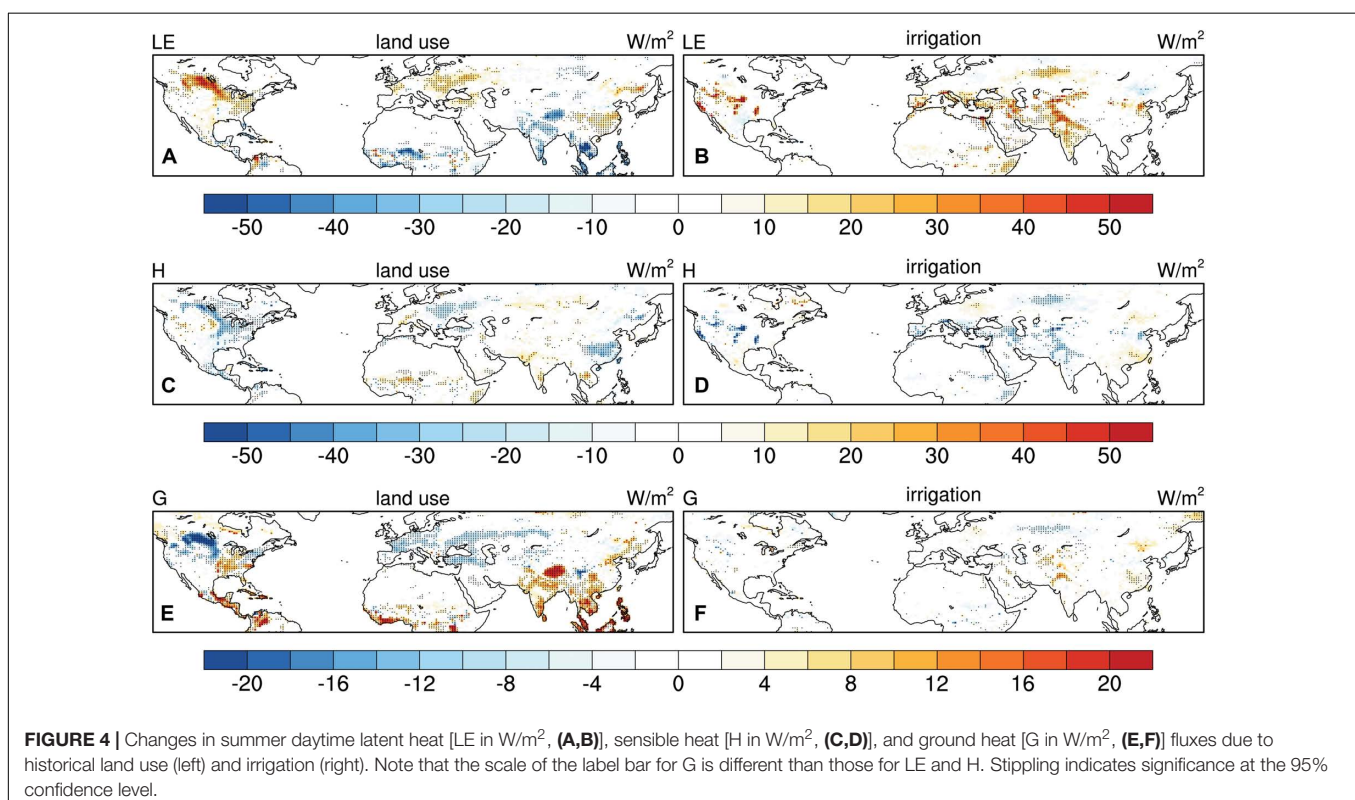 LE land use W/m²
A
LE irrigation W/m²
B
-50 -40 -30 -20 -10 0 10 20 30 40 50
H land use W/m²
C
H irrigation W/m²
D
-50 -40 -30 -20 -10 0 10 20 30 40 50
G land use W/m²
E
G irrigation W/m²
F
-20 -16 -12 -8 -4 0 4 8 12 16 20
FIGURE 4 | Changes in summer daytime latent heat [LE in W/m², (A,B)], sensible heat [H in W/m², (C,D)], and ground heat [G in W/m², (E,F)] fluxes due to
historical land use (left) and irrigation (right). Note that the scale of the label bar for G is different than those for LE and H. Stippling indicates significance at the 95%
confidence level.